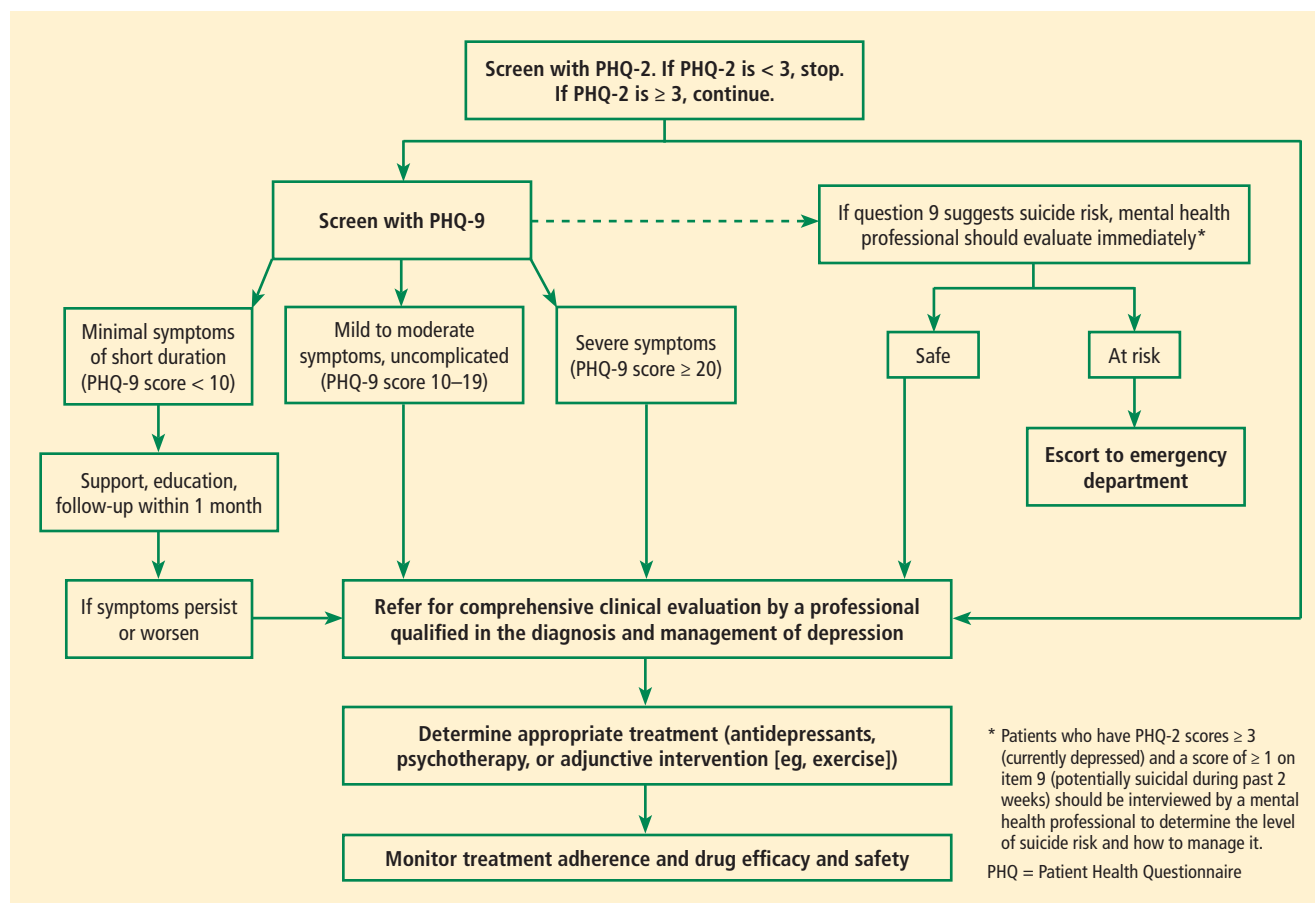 Screen with PHQ-2. If PHQ-2 is < 3, stop.
If PHQ-2 is ≥ 3, continue.
Screen with PHQ-9
If question 9 suggests suicide risk, mental health
professional should evaluate immediately*
Minimal symptoms
of short duration
(PHQ-9 score < 10)
Mild to moderate
symptoms, uncomplicated
(PHQ-9 score 10–19)
Severe symptoms
(PHQ-9 score ≥ 20)
Safe
At risk
Support, education,
follow-up within 1 month
Escort to emergency
department
If symptoms persist
or worsen
Refer for comprehensive clinical evaluation by a professional
qualified in the diagnosis and management of depression
Determine appropriate treatment (antidepressants,
psychotherapy, or adjunctive intervention [eg, exercise])
Monitor treatment adherence and drug efficacy and safety
* Patients who have PHQ-2 scores ≥ 3
(currently depressed) and a score of ≥ 1 on
item 9 (potentially suicidal during past 2
weeks) should be interviewed by a mental
health professional to determine the level
of suicide risk and how to manage it.
PHQ = Patient Health Questionnaire